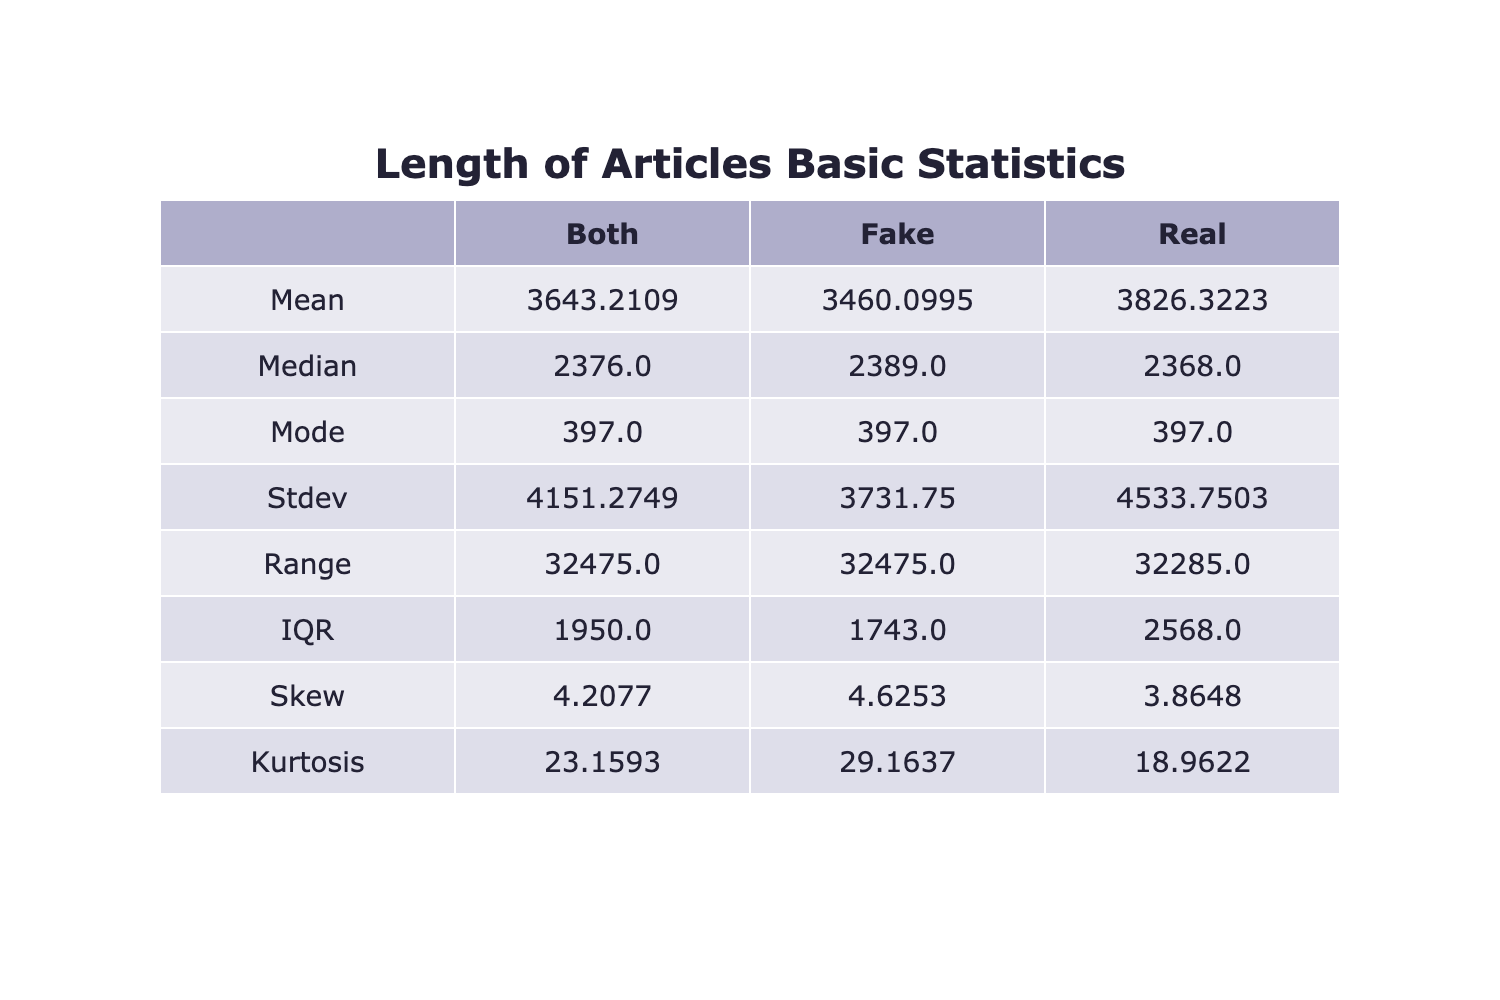 Length of Articles Basic Statistics
Both Fake Real
Mean 3643.2109 3460.0995 3826.3223
Median 2376.0 2389.0 2368.0
Mode 397.0 397.0 397.0
Stdev 4151.2749 3731.75 4533.7503
Range 32475.0 32475.0 32285.0
IQR 1950.0 1743.0 2568.0
Skew 4.2077 4.6253 3.8648
Kurtosis 23.1593 29.1637 18.9622